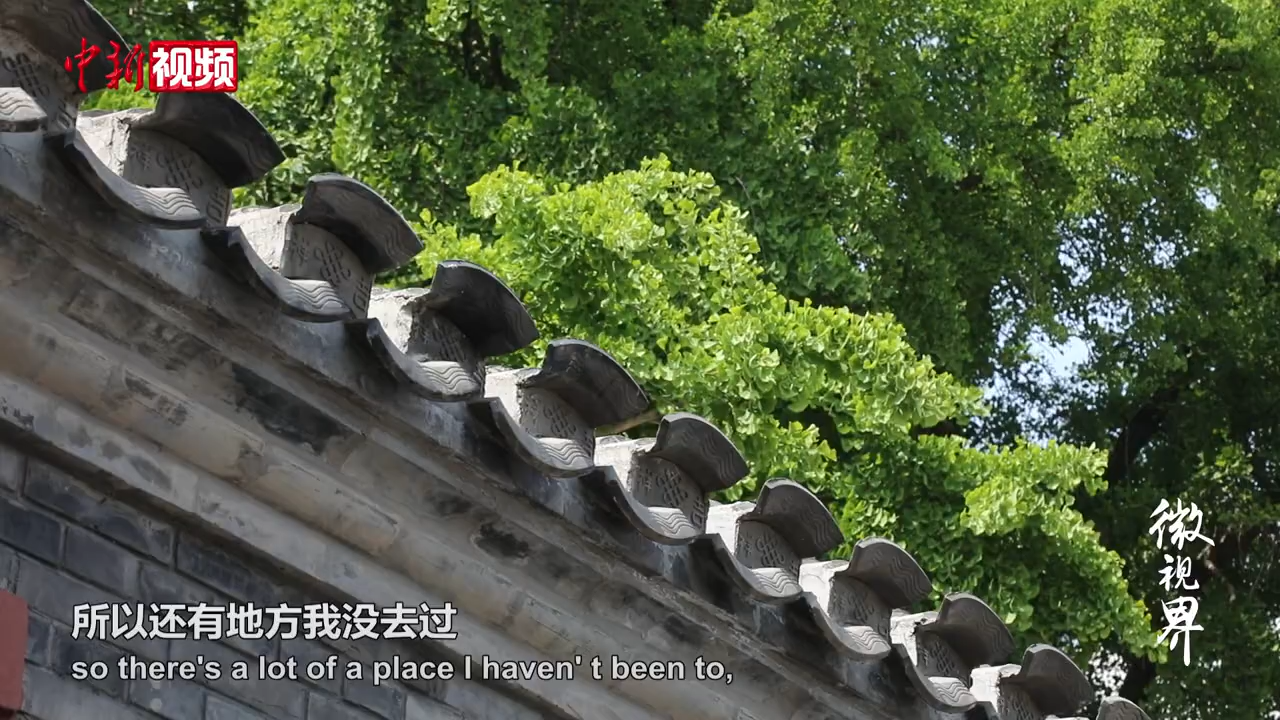 中新视频
微视界
所以还有地方我没去过
so there's a lot of a place I haven' t been to,